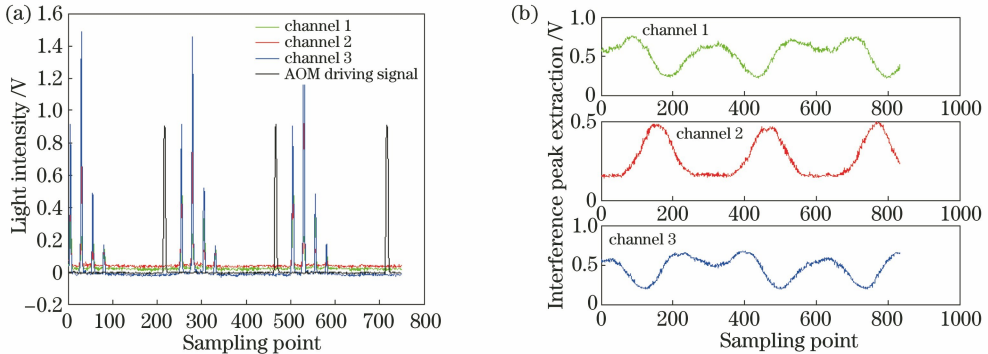 (a)
Light intensity /V
1.6
1.4
1.2
1.0
0.8
0.6
0.4
0.2
0
−0.2
channel 1
channel 2
channel 3
AOM driving signal
0 100 200 300 400 500 600 700 800
Sampling point
(b)
Interference peak extraction /V
1.0
0.5
0
channel 1
0 200 400 600 800 1000
0.5
0
channel 2
0 200 400 600 800 1000
1.0
0.5
0
channel 3
0 200 400 600 800 1000
Sampling point